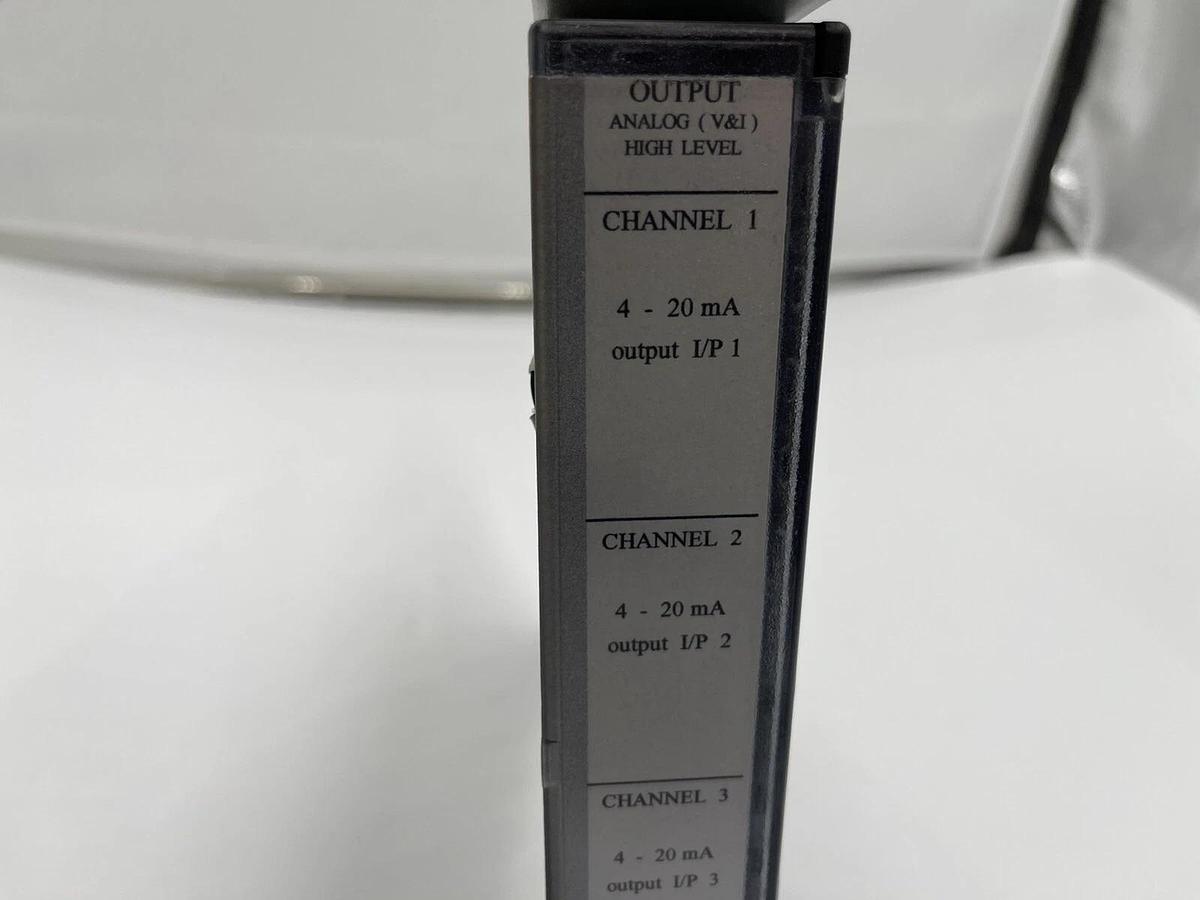 OUTPUT
ANALOG ( V&I )
HIGH LEVEL
CHANNEL 1
4 - 20 mA
output I/P 1
CHANNEL 2
4 - 20 mA
output I/P 2
CHANNEL 3
4 - 20 mA
output I/P 3